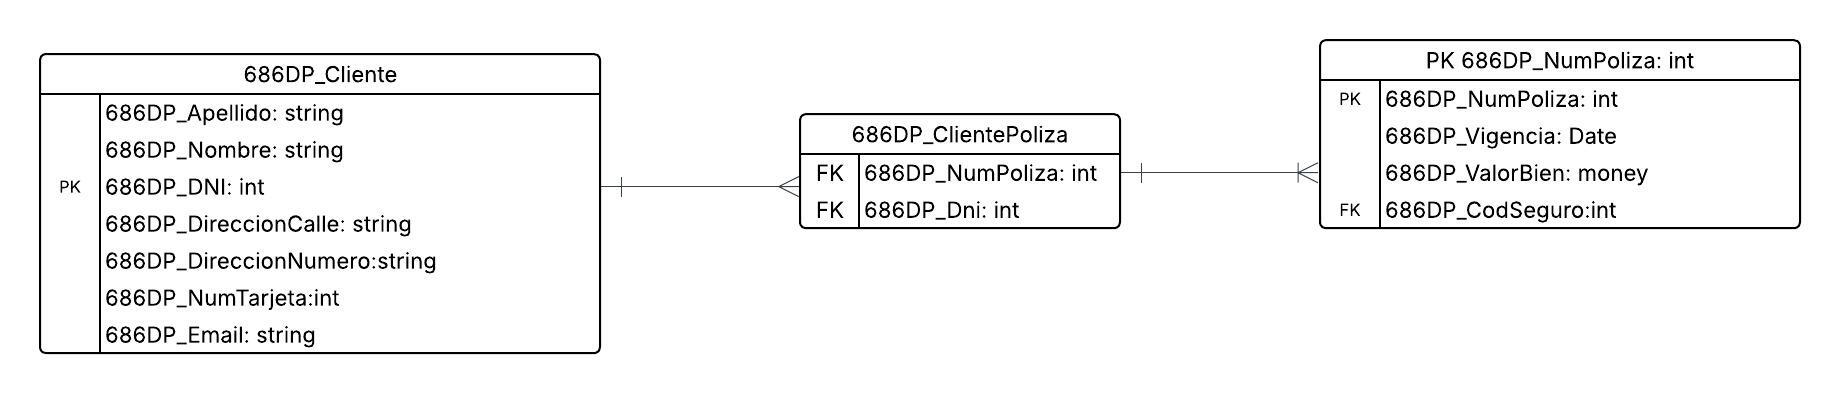 686DP_Cliente
686DP_Apellido: string
686DP_Nombre: string
PK 686DP_DNI: int
686DP_DireccionCalle: string
686DP_DireccionNumero:string
686DP_NumTarjeta:int
686DP_Email: string
686DP_ClientePoliza
FK 686DP_NumPoliza: int
FK 686DP_Dni: int
PK 686DP_NumPoliza: int
PK 686DP_NumPoliza: int
686DP_Vigencia: Date
686DP_ValorBien: money
FK 686DP_CodSeguro:int